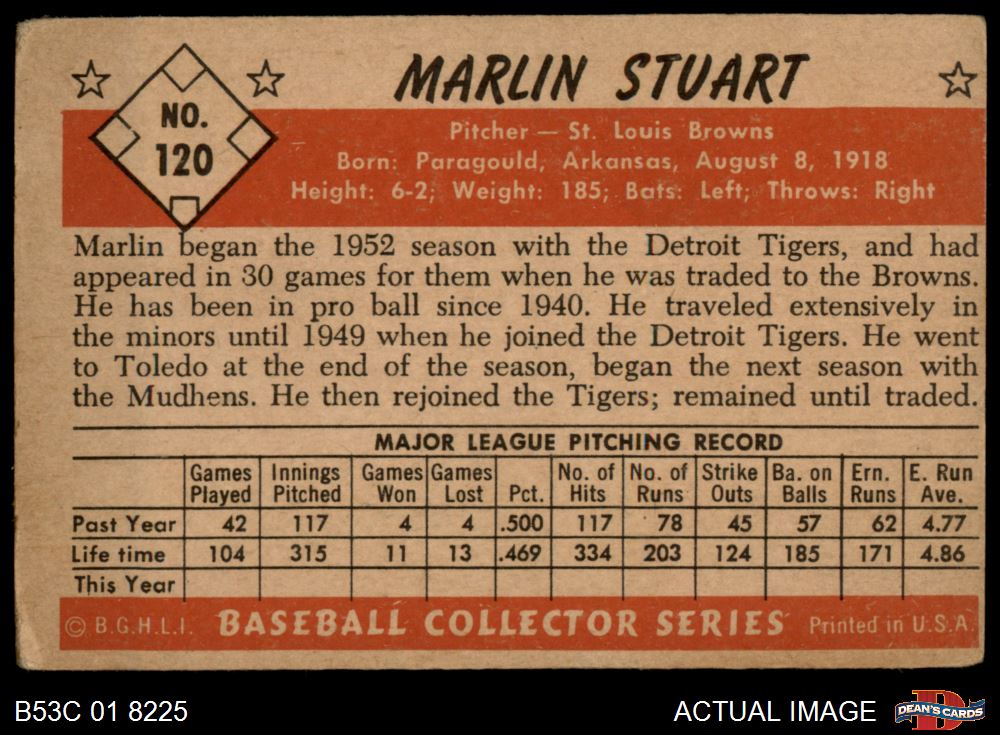 MARLIN STUART
NO.
120
Pitcher — St. Louis Browns
Born: Paragould, Arkansas, August 8, 1918
Height: 6-2; Weight: 185; Bats: Left; Throws: Right
Marlin began the 1952 season with the Detroit Tigers, and had
appeared in 30 games for them when he was traded to the Browns.
He has been in pro ball since 1940. He traveled extensively in
the minors until 1949 when he joined the Detroit Tigers. He went
to Toledo at the end of the season, began the next season with
the Mudhens. He then rejoined the Tigers; remained until traded.
MAJOR LEAGUE PITCHING RECORD
Games Played Innings Pitched Games Won Games Lost Pct. No. of Hits No. of Runs Strike Outs Ba. on Balls Ern. Runs E. Run Ave.
Past Year 42 117 4 4 .500 117 78 45 57 62 4.77
Life time 104 315 11 13 .469 334 203 124 185 171 4.86
This Year
© B.G.H.L.I. BASEBALL COLLECTOR SERIES Printed in U.S.A.
B53C 01 8225 ACTUAL IMAGE DEAN'S CARDS